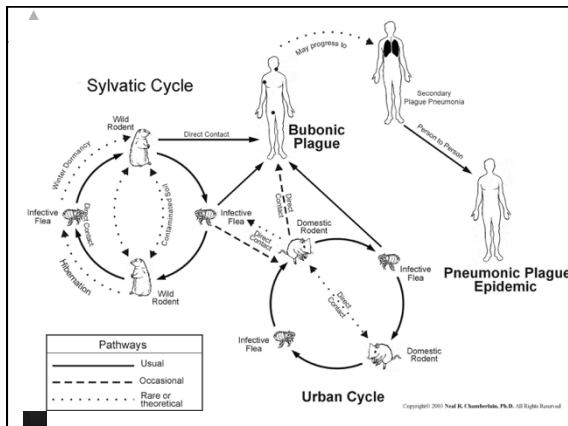 May progress to
Sylvatic Cycle
Secondary
Plague Pneumonia
Wild
Rodent
Direct Contact
Bubonic
Plague
Person to Person
Winter Dormancy
Infective
Flea
Direct Contact
Contaminated Soil
Infective Flea
Direct
Contact
Direct
Contact
Domestic
Rodent
Hibernation
Wild
Rodent
Infective
Flea
Pneumonic Plague
Epidemic
Direct
Contact
Infective
Flea
Domestic
Rodent
Pathways
Usual
Occasional
Rare or
theoretical
Urban Cycle
Copyright© 2003 Neal R. Chamberlain, Ph.D. All Rights Reserved